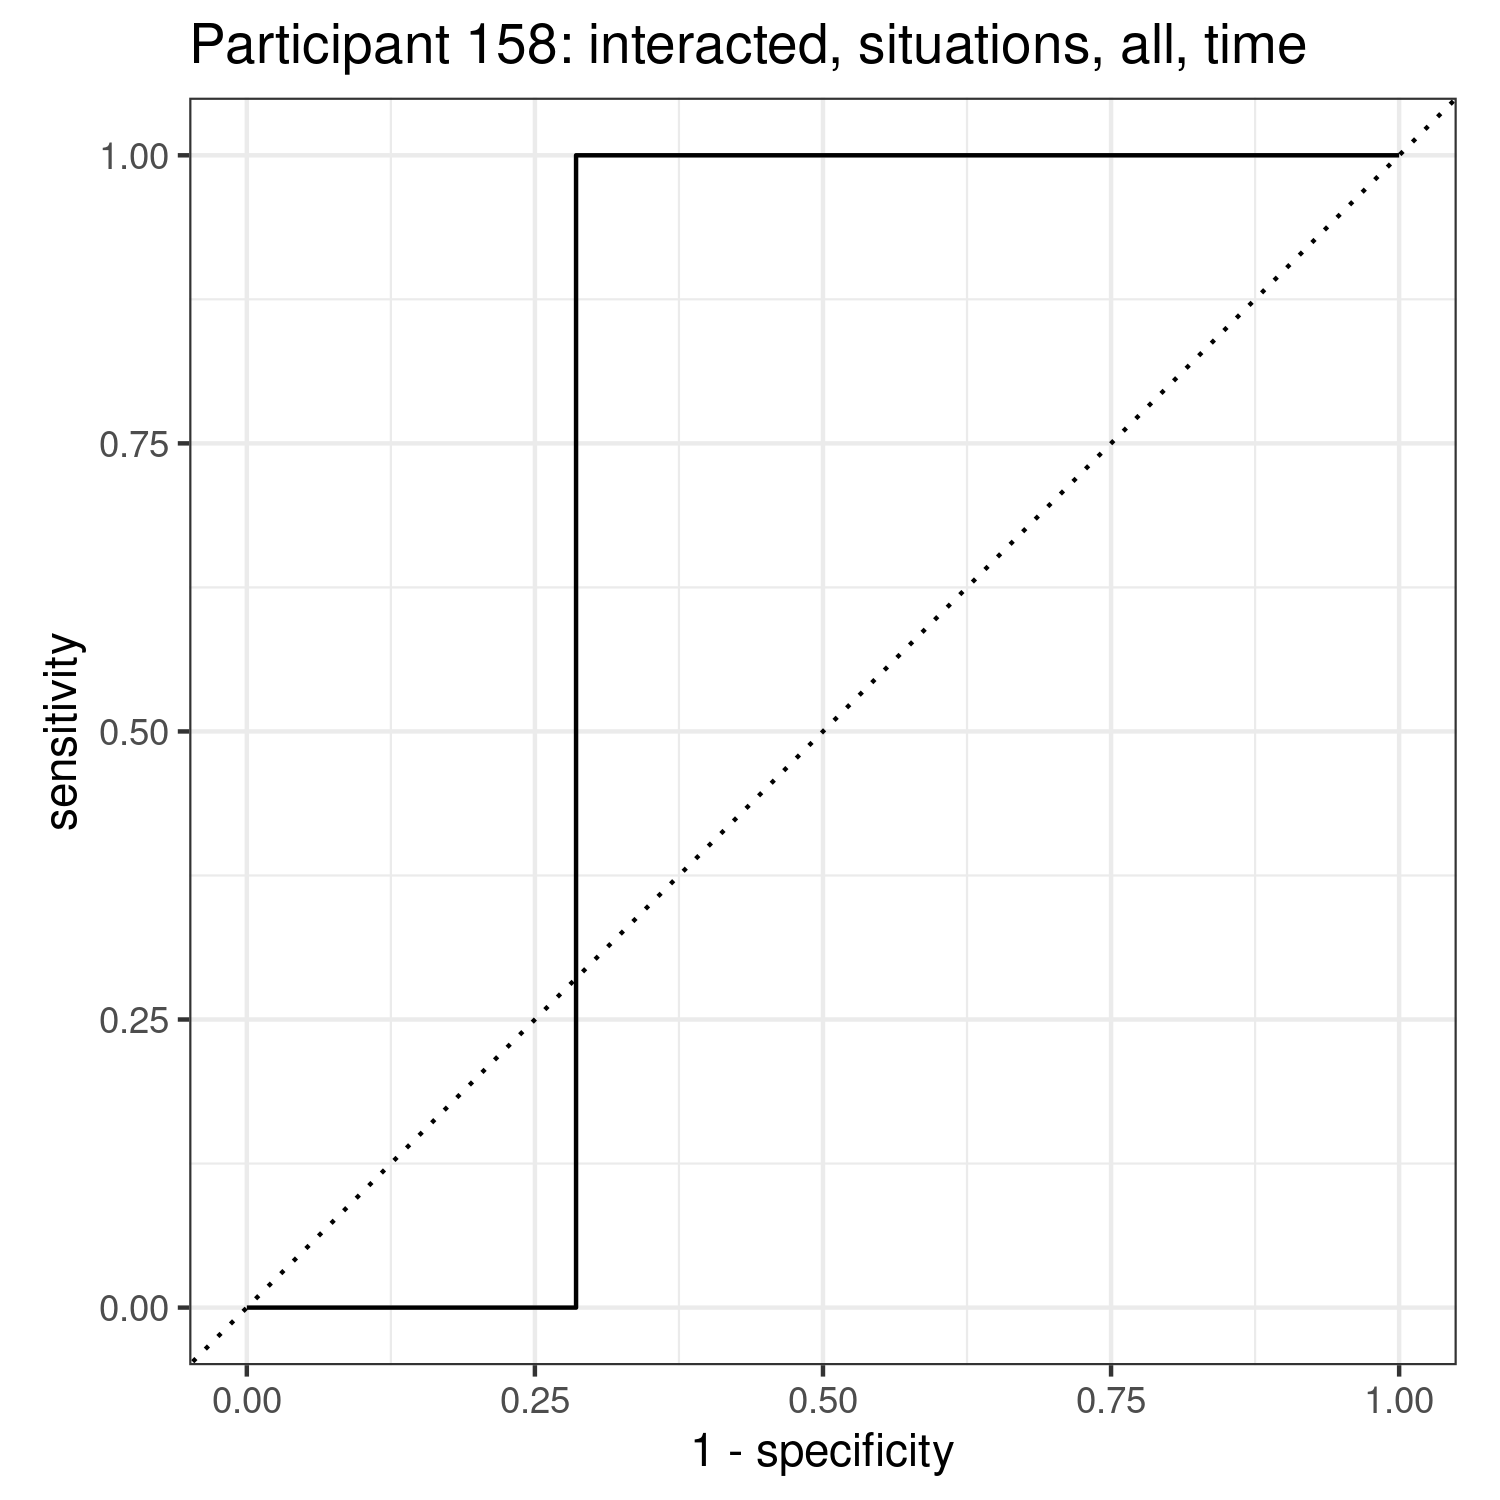 Participant 158: interacted, situations, all, time
1.00
0.75
0.50
0.25
0.00
sensitivity
0.00 0.25 0.50 0.75 1.00
1 - specificity